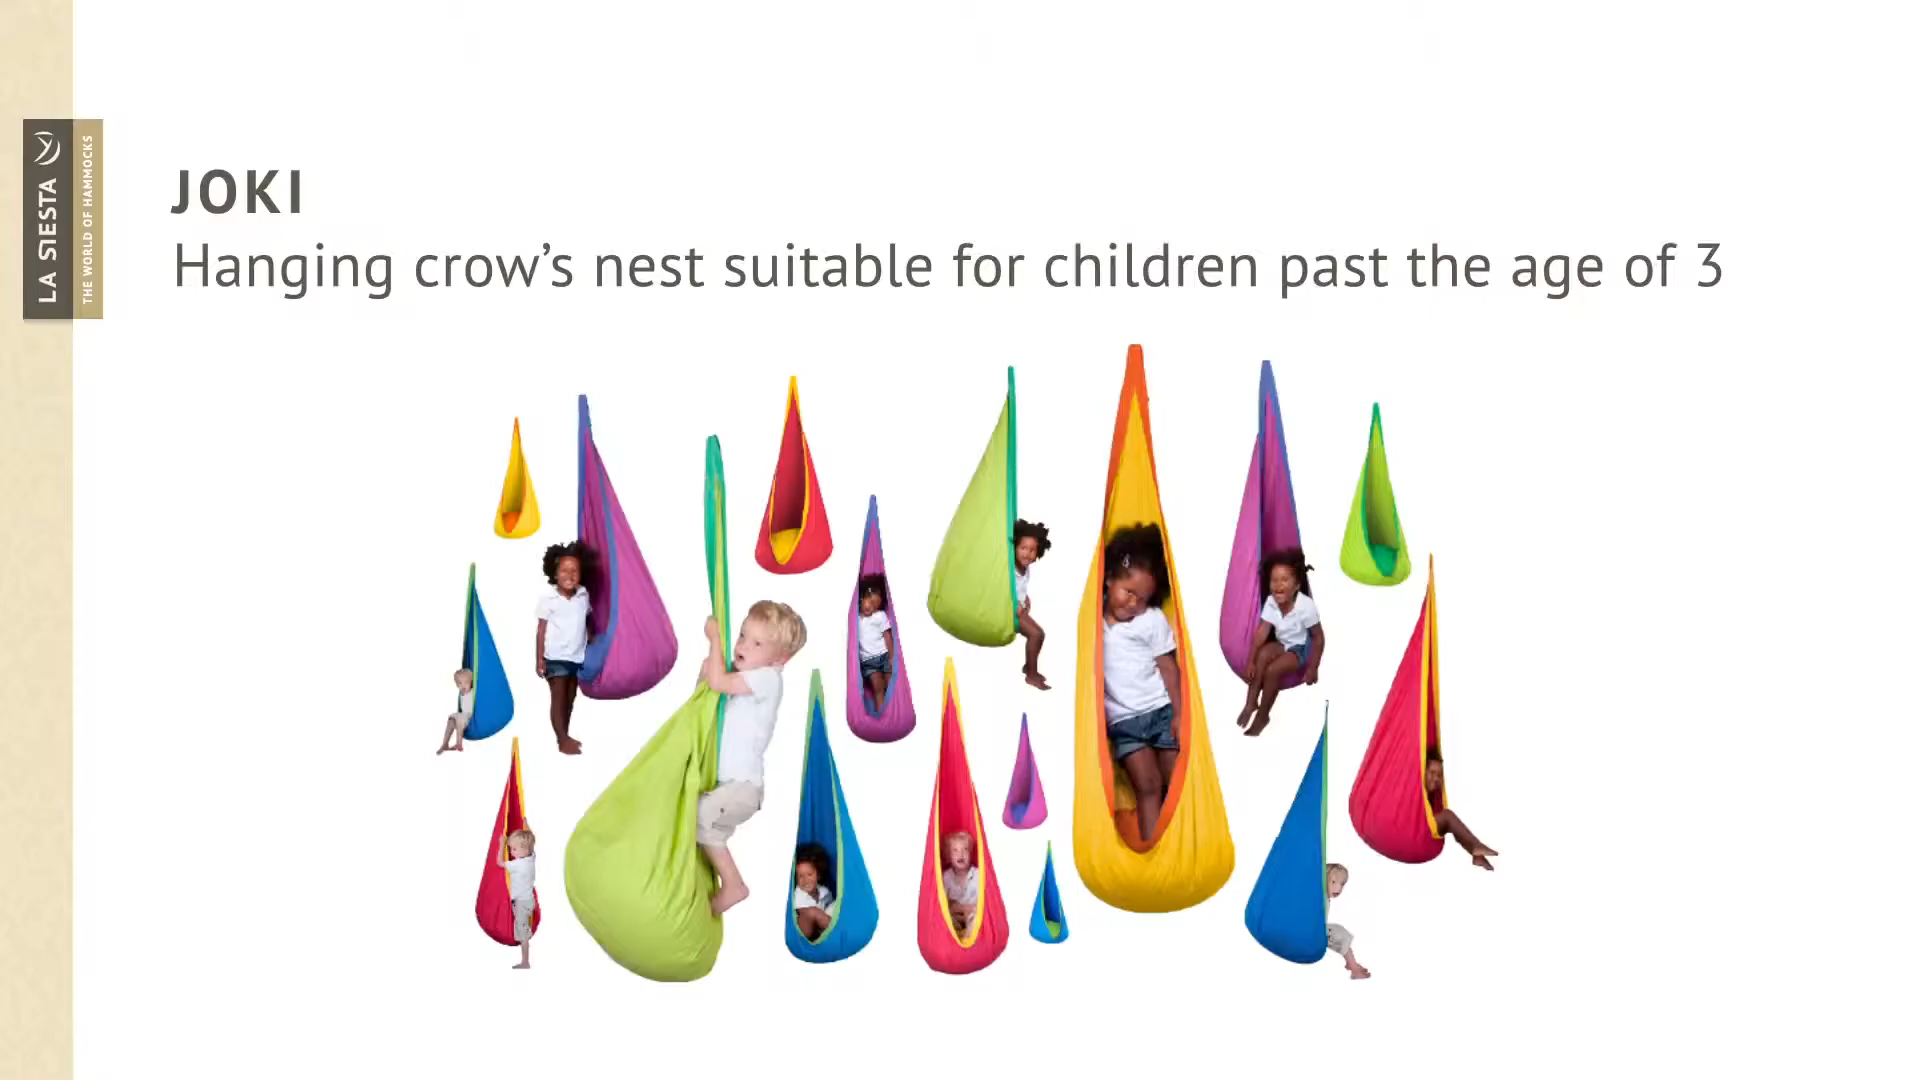 LA SIESTA
THE WORLD OF HAMMOCKS
JOKI
Hanging crow’s nest suitable for children past the age of 3